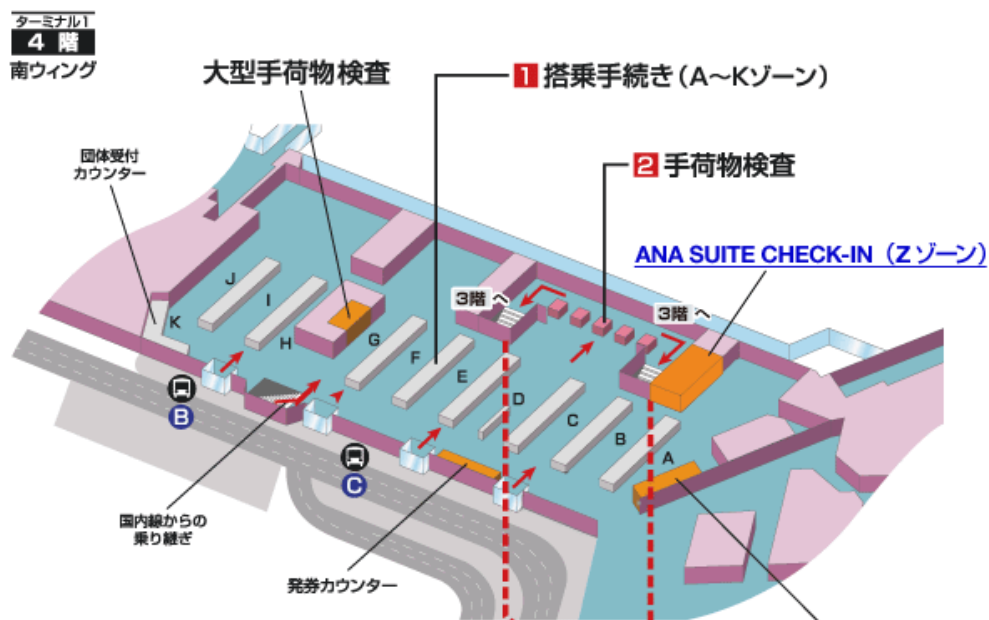 ターミナル1
4 階
南ウィング
大型手荷物検査
1 搭乗手続き(A～Kゾーン)
団体受付
カウンター
2 手荷物検査
ANA SUITE CHECK-IN(Zゾーン)
3階へ
3階へ
J
I
K
H
G
F
E
D
C
B
A
B
C
国内線からの
乗り継ぎ
発券カウンター